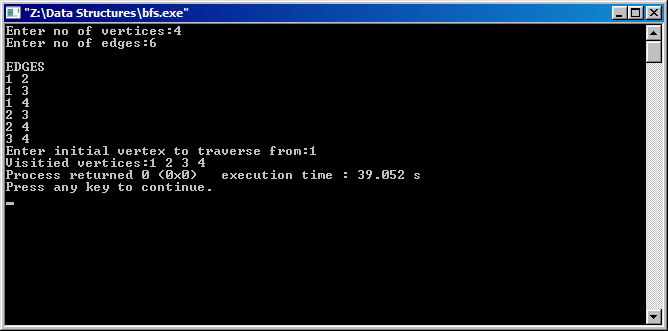 "Z:\Data Structures\bfs.exe"
Enter no of vertices:4
Enter no of edges:6
EDGES
1 2
1 3
1 4
2 3
2 4
3 4
Enter initial vertex to traverse from:1
Visitied vertices:1 2 3 4
Process returned 0 (0x0)   execution time : 39.052 s
Press any key to continue.